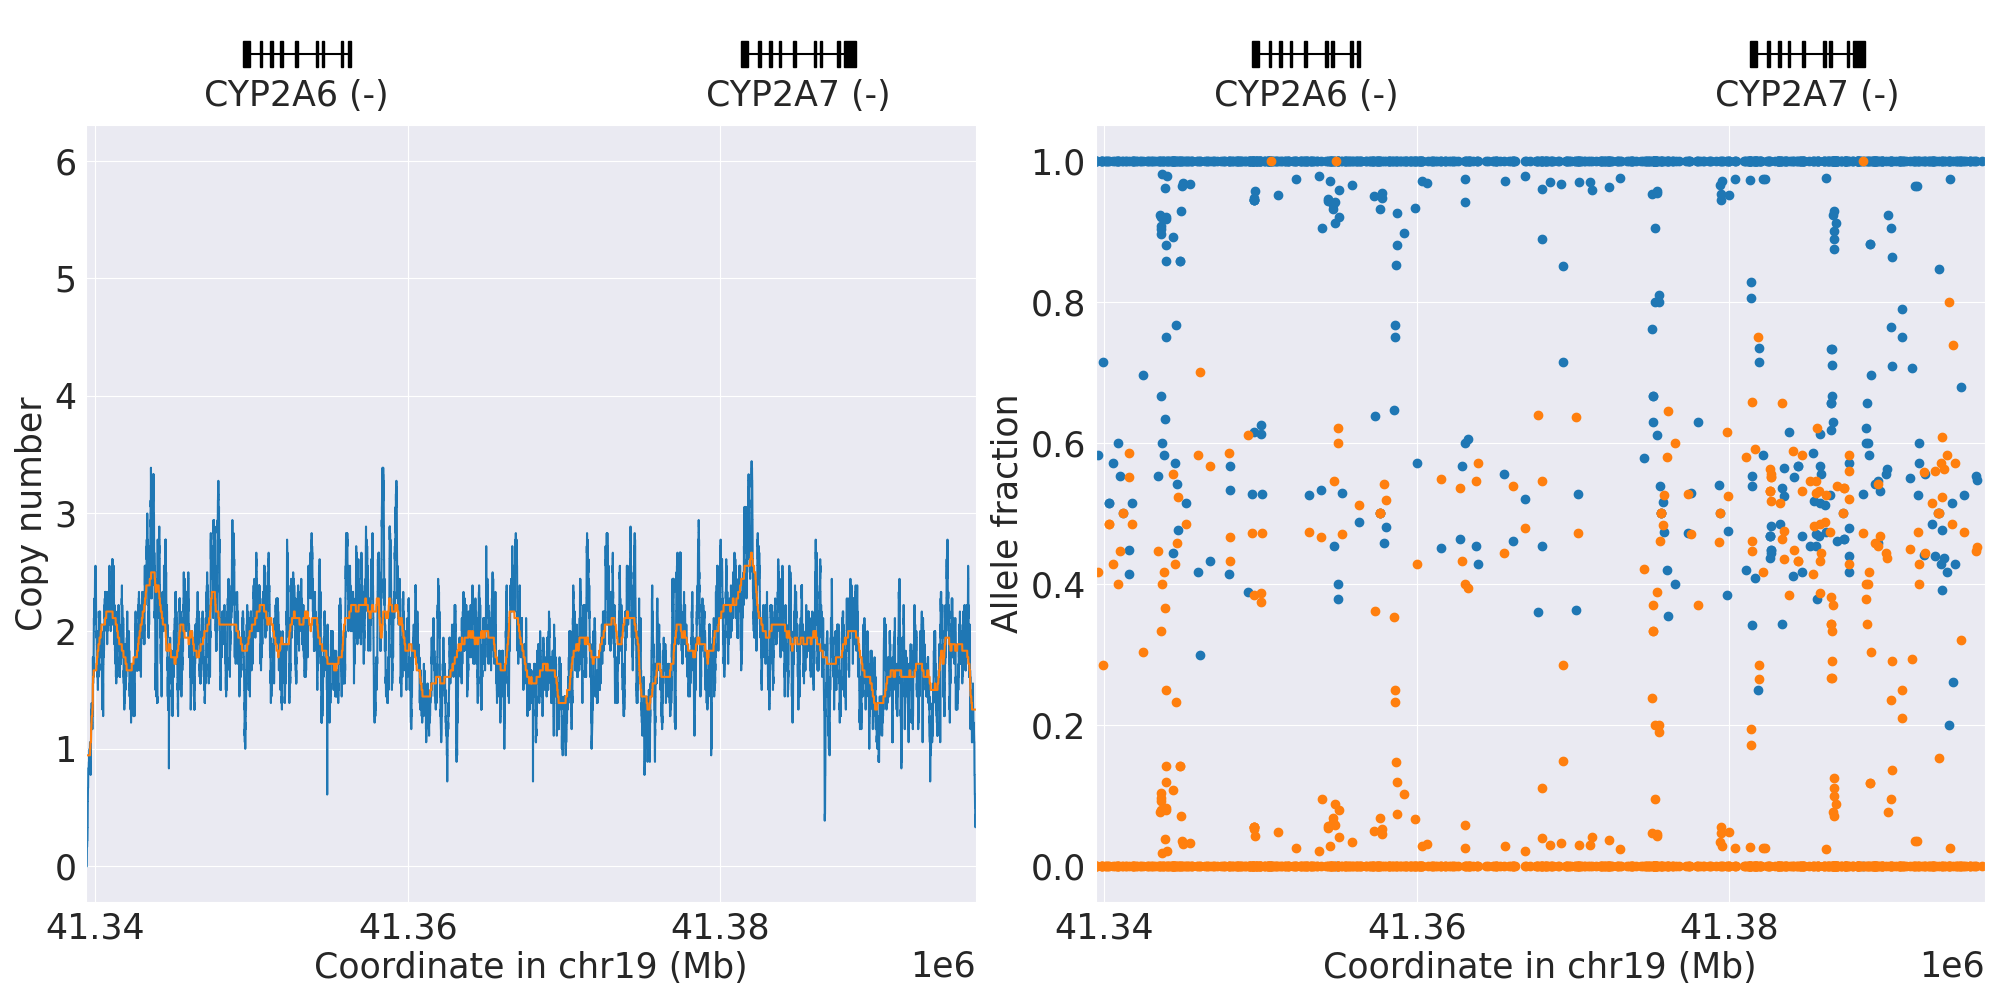 CYP2A6 (-)
CYP2A7 (-)
CYP2A6 (-)
CYP2A7 (-)
6
5
4
3
2
1
0
Copy number
41.34
41.36
41.38
Coordinate in chr19 (Mb)
1e6
1.0
0.8
0.6
0.4
0.2
0.0
Allele fraction
41.34
41.36
41.38
Coordinate in chr19 (Mb)
1e6